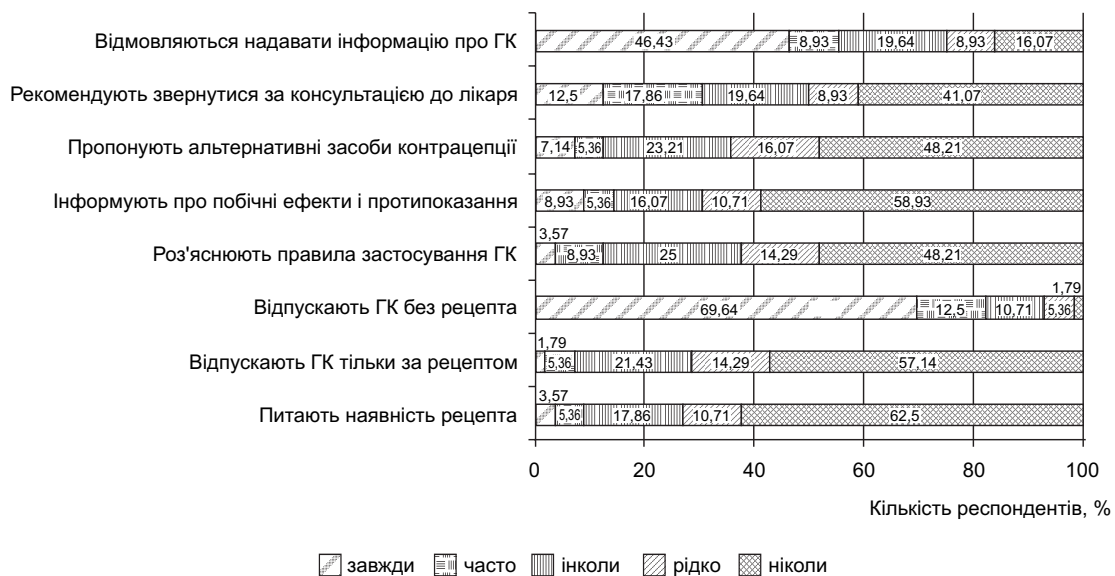 Відмовляються надавати інформацію про ГК
46,43 8,93 19,64 8,93 16,07
Рекомендують звернутися за консультацією до лікаря
12,5 17,86 19,64 8,93 41,07
Пропонують альтернативні засоби контрацепції
7,14 5,36 23,21 16,07 48,21
Інформують про побічні ефекти і протипоказання
8,93 5,36 16,07 10,71 58,93
3,57
Роз'яснюють правила застосування ГК
8,93 25 14,29 48,21
1,79
Відпускають ГК без рецепта
69,64 12,5 10,71 5,36
1,79
Відпускають ГК тільки за рецептом
5,36 21,43 14,29 57,14
3,57
Питають наявність рецепта
5,36 17,86 10,71 62,5
0 20 40 60 80 100
Кількість респондентів, %
завжди часто інколи рідко ніколи